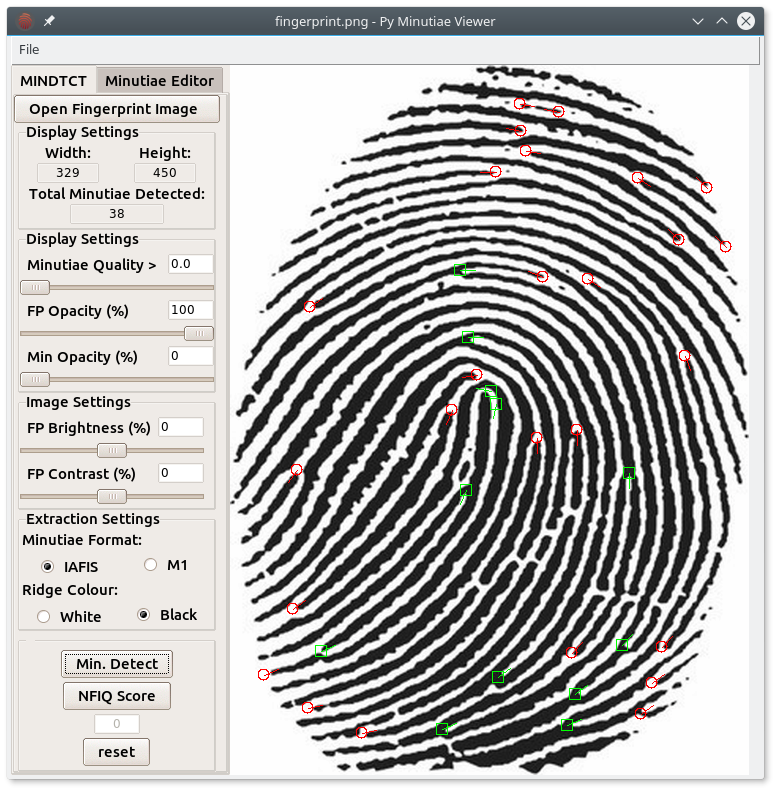 fingerprint.png - Py Minutiae Viewer
File
MINDTCT Minutiae Editor
Open Fingerprint Image
Display Settings
Width: Height:
329 450
Total Minutiae Detected:
38
Display Settings
Minutiae Quality > 0.0
FP Opacity (%) 100
Min Opacity (%) 0
Image Settings
FP Brightness (%) 0
FP Contrast (%) 0
Extraction Settings
Minutiae Format:
IAFIS M1
Ridge Colour:
White Black
Min. Detect
NFIQ Score
0
reset